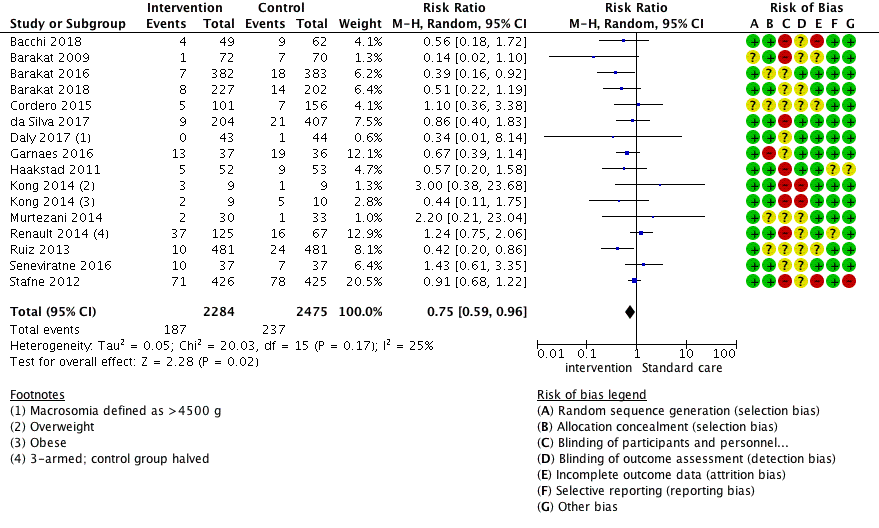 Intervention Control Risk Ratio Risk Ratio Risk of Bias
Study or Subgroup Events Total Events Total Weight M-H, Random, 95% CI M-H, Random, 95% CI A B C D E F G
Bacchi 2018 4 49 9 62 4.1% 0.56 [0.18, 1.72] + + - ? - + +
Barakat 2009 1 72 7 70 1.4% 0.14 [0.02, 1.10] ? + - ? + + +
Barakat 2016 7 382 18 383 6.2% 0.39 [0.16, 0.92] + ? ? + + + +
Barakat 2018 8 227 14 202 6.1% 0.51 [0.22, 1.19] + + - ? ? + +
Cordero 2015 5 101 7 156 4.0% 1.10 [0.36, 3.38] ? ? ? ? ? + +
da Silva 2017 9 204 21 407 7.5% 0.86 [0.40, 1.83] + + - + + + +
Daly 2017 (1) 0 43 1 44 0.6% 0.34 [0.01, 8.14] + + ? + + + +
Garnaes 2016 13 37 19 36 12.1% 0.67 [0.39, 1.14] + - ? + + + +
Haakstad 2011 5 52 9 53 4.7% 0.57 [0.20, 1.58] + + - + + ? ?
Kong 2014 (2) 3 9 1 9 1.3% 3.00 [0.38, 23.68] + + - - + + +
Kong 2014 (3) 2 9 5 10 2.8% 0.44 [0.11, 1.75] + + - - + + +
Murtezani 2014 2 30 1 33 1.0% 2.20 [0.21, 23.04] + ? ? ? + + +
Renault 2014 (4) 37 125 16 67 12.9% 1.24 [0.75, 2.06] + + - ? + ? +
Ruiz 2013 10 481 24 481 8.1% 0.42 [0.20, 0.86] + ? ? ? ? + +
Seneviratne 2016 10 37 7 37 6.4% 1.43 [0.61, 3.35] + + ? ? + + +
Stafne 2012 71 426 78 425 20.5% 0.91 [0.68, 1.22] + + - ? - + -
Total (95% CI) 2284 2475 100.0% 0.75 [0.59, 0.96]
Total events 187 237
Heterogeneity: Tau² = 0.05; Chi² = 20.03, df = 15 (P = 0.17); I² = 25%
Test for overall effect: Z = 2.28 (P = 0.02)
0.01 0.1 1 10 100
intervention Standard care
Footnotes
(1) Macrosomia defined as >4500 g
(2) Overweight
(3) Obese
(4) 3-armed; control group halved
Risk of bias legend
(A) Random sequence generation (selection bias)
(B) Allocation concealment (selection bias)
(C) Blinding of participants and personnel...
(D) Blinding of outcome assessment (detection bias)
(E) Incomplete outcome data (attrition bias)
(F) Selective reporting (reporting bias)
(G) Other bias